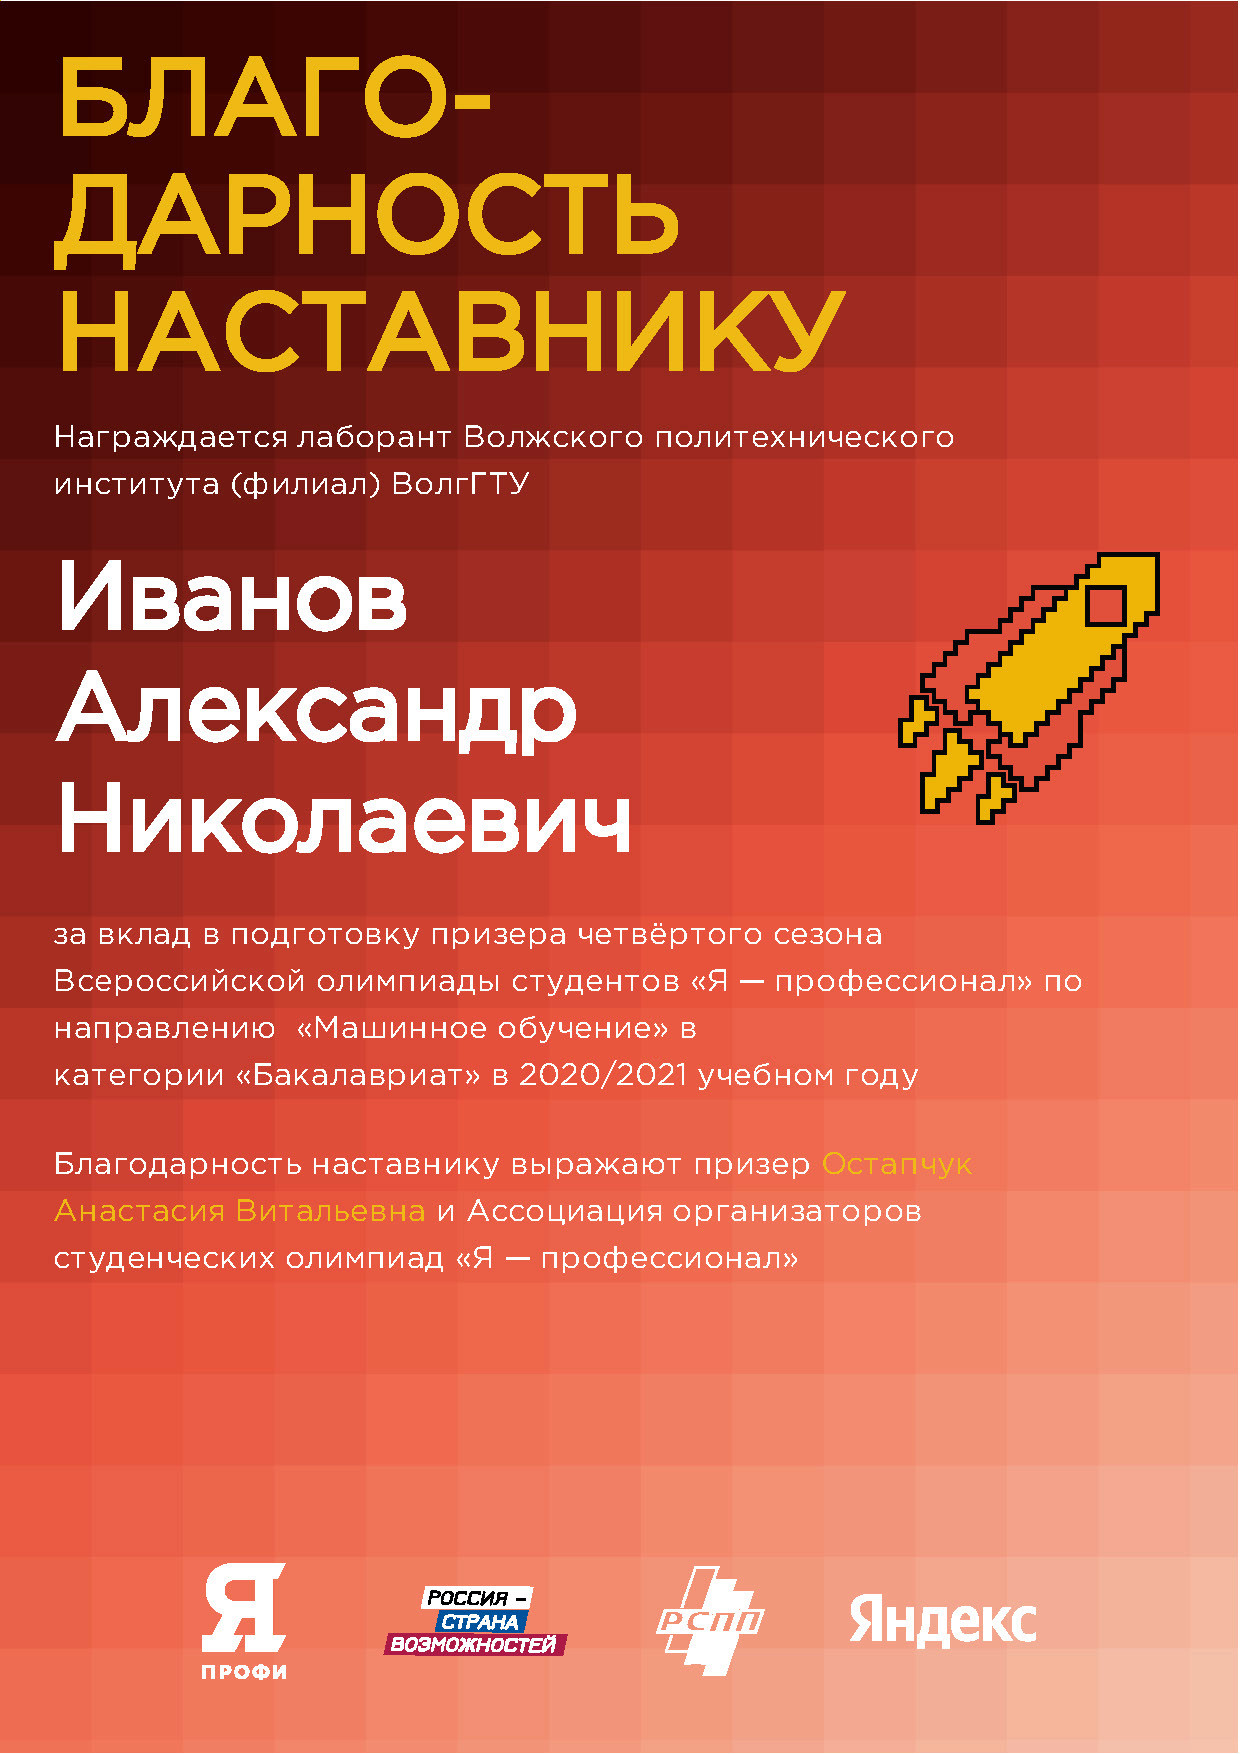 БЛАГО-
ДАРНОСТЬ
НАСТАВНИКУ
Награждается лаборант Волжского политехнического
института (филиал) ВолгГТУ
Иванов
Александр
Николаевич
за вклад в подготовку призера четвёртого сезона
Всероссийской олимпиады студентов «Я — профессионал» по
направлению «Машинное обучение» в
категории «Бакалавриат» в 2020/2021 учебном году
Благодарность наставнику выражают призер Остапчук
Анастасия Витальевна и Ассоциация организаторов
студенческих олимпиад «Я — профессионал»
Я
ПРОФИ
РОССИЯ –
СТРАНА
ВОЗМОЖНОСТЕЙ
РСПП
Яндекс